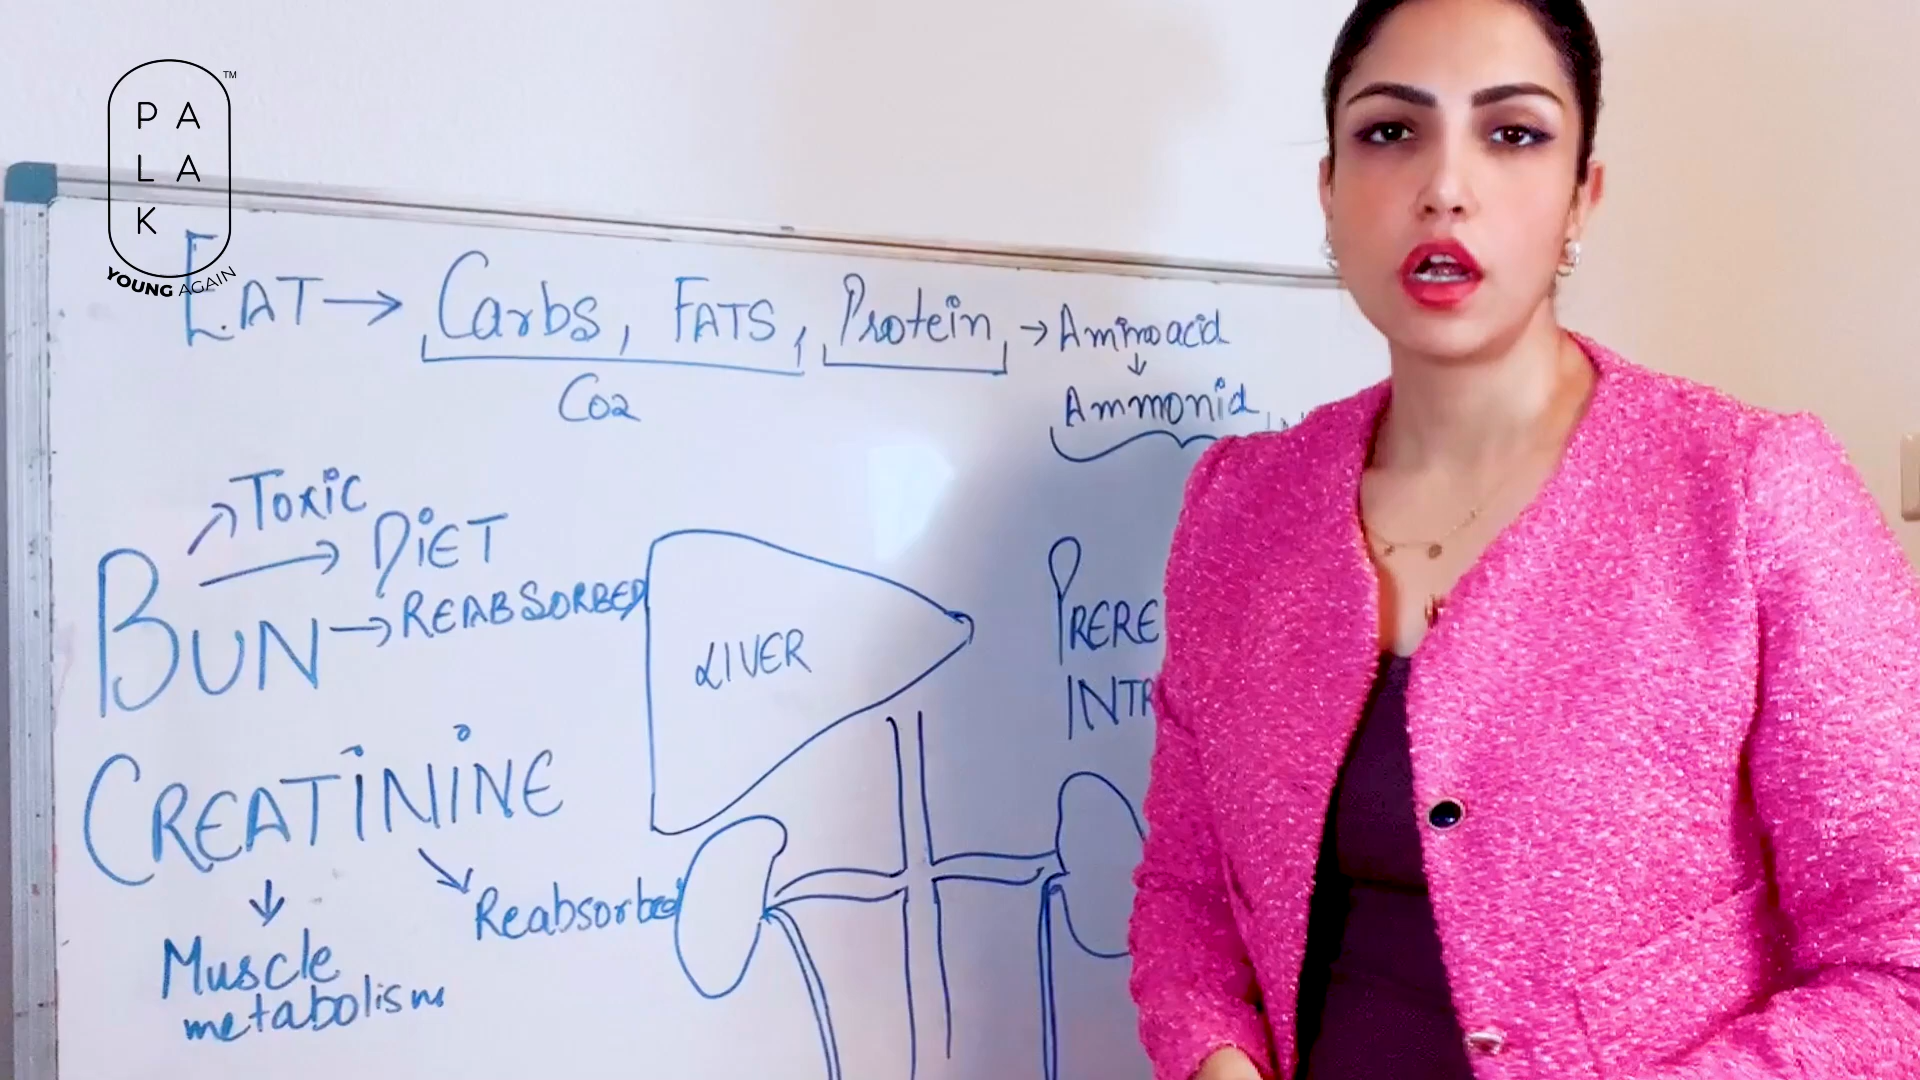 PALAK
TM
YOUNG AGAIN
EAT → Carbs, FATS, Protein → Amino acid
↓
CO2
Ammonia
Toxic
DiET
BUN → REABSORBED
LIVER
PRERE
INTR
CREATiNiNE
Reabsorbed
Muscle
metabolism